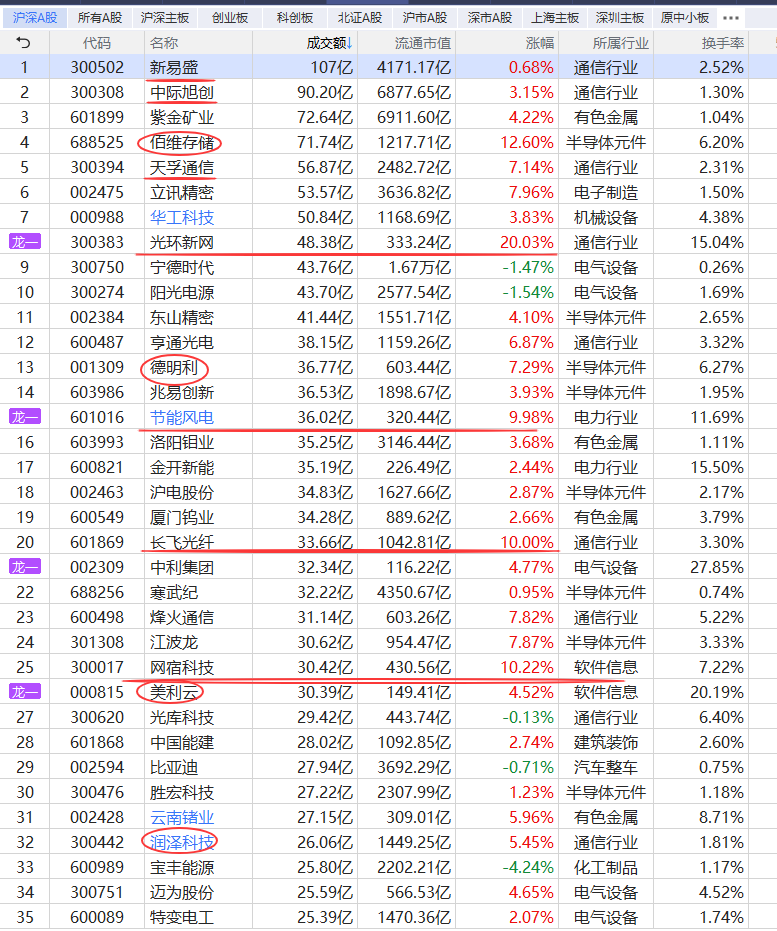 沪深A股 所有A股 沪深主板 创业板 科创板 北证A股 沪市A股 深市A股 上海主板 深圳主板 原中小板
代码 名称 成交额↓ 流通市值 涨幅 所属行业 换手率
1 300502 新易盛 107亿 4171.17亿 0.68% 通信行业 2.52%
2 300308 中际旭创 90.20亿 6877.65亿 3.15% 通信行业 1.30%
3 601899 紫金矿业 72.64亿 6911.60亿 4.22% 有色金属 1.04%
4 688525 佰维存储 71.74亿 1217.71亿 12.60% 半导体元件 6.20%
5 300394 天孚通信 56.87亿 2482.72亿 7.14% 通信行业 2.31%
6 002475 立讯精密 53.57亿 3636.82亿 7.96% 电子制造 1.50%
7 000988 华工科技 50.84亿 1168.69亿 3.83% 机械设备 4.38%
龙一 300383 光环新网 48.38亿 333.24亿 20.03% 通信行业 15.04%
9 300750 宁德时代 43.76亿 1.67万亿 -1.47% 电气设备 0.26%
10 300274 阳光电源 43.70亿 2577.54亿 -1.54% 电气设备 1.69%
11 002384 东山精密 41.44亿 1551.71亿 4.10% 半导体元件 2.65%
12 600487 亨通光电 38.15亿 1159.26亿 6.87% 通信行业 3.32%
13 001309 德明利 36.77亿 603.44亿 7.29% 半导体元件 6.27%
14 603986 兆易创新 36.53亿 1898.67亿 3.93% 半导体元件 1.95%
龙一 601016 节能风电 36.02亿 320.44亿 9.98% 电力行业 11.69%
16 603993 洛阳钼业 35.25亿 3146.44亿 3.68% 有色金属 1.11%
17 600821 金开新能 35.19亿 226.49亿 2.44% 电力行业 15.50%
18 002463 沪电股份 34.83亿 1627.66亿 2.87% 半导体元件 2.17%
19 600549 厦门钨业 34.28亿 889.62亿 2.66% 有色金属 3.79%
20 601869 长飞光纤 33.66亿 1042.81亿 10.00% 通信行业 3.30%
龙一 002309 中利集团 32.34亿 116.22亿 4.77% 电气设备 27.85%
22 688256 寒武纪 32.22亿 4350.67亿 0.95% 半导体元件 0.74%
23 600498 烽火通信 31.14亿 603.26亿 7.82% 通信行业 5.22%
24 301308 江波龙 30.62亿 954.47亿 7.87% 半导体元件 3.33%
25 300017 网宿科技 30.42亿 430.56亿 10.22% 软件信息 7.22%
龙一 000815 美利云 30.39亿 149.41亿 4.52% 软件信息 20.19%
27 300620 光库科技 29.42亿 443.74亿 -0.13% 通信行业 6.40%
28 601868 中国能建 28.02亿 1092.85亿 2.74% 建筑装饰 2.60%
29 002594 比亚迪 27.94亿 3692.29亿 -0.71% 汽车整车 0.75%
30 300476 胜宏科技 27.22亿 2307.99亿 1.23% 半导体元件 1.18%
31 002428 云南锗业 27.15亿 309.01亿 5.96% 有色金属 8.71%
32 300442 润泽科技 26.06亿 1449.25亿 5.45% 通信行业 1.81%
33 600989 宝丰能源 25.80亿 2202.21亿 -4.24% 化工制品 1.17%
34 300751 迈为股份 25.59亿 566.53亿 4.65% 电气设备 4.52%
35 600089 特变电工 25.39亿 1470.36亿 2.07% 电气设备 1.74%